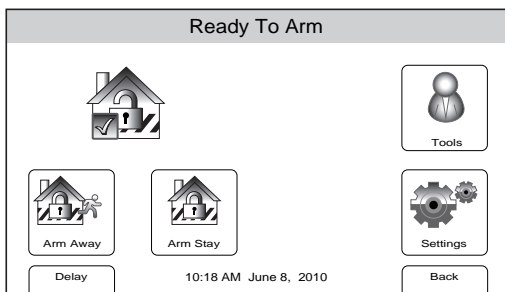 Ready To Arm
Tools
Arm Away
Arm Stay
Settings
Delay
10:18 AM June 8, 2010
Back